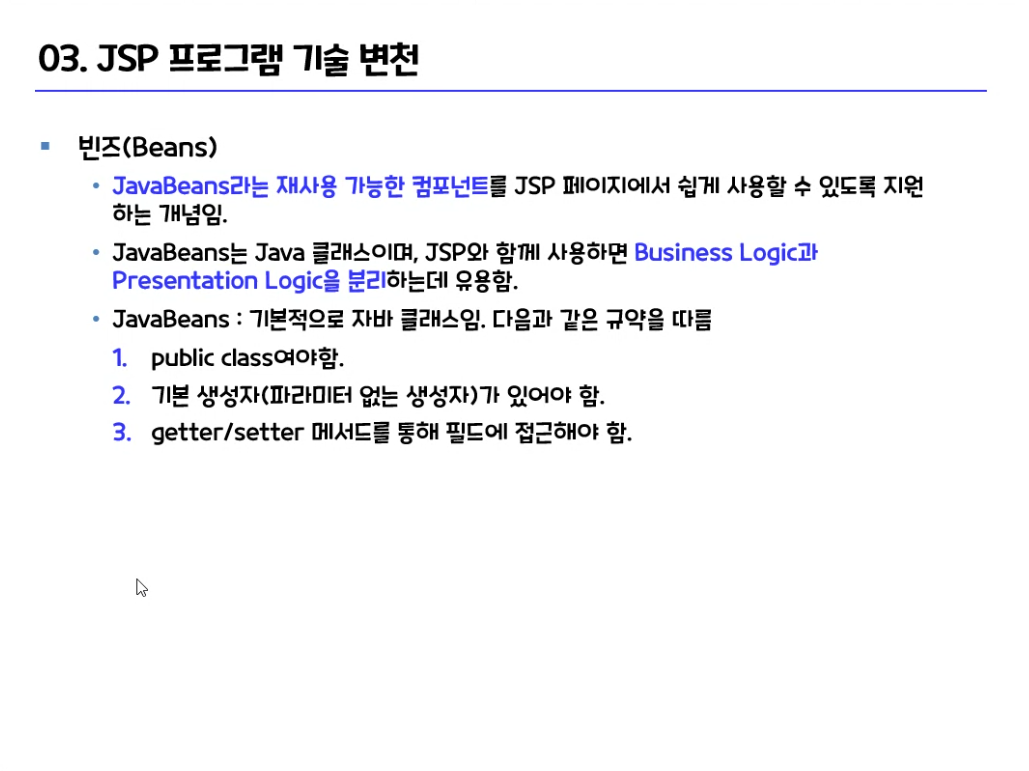 03. JSP 프로그램 기술 변천
▪ 빈즈(Beans)
• JavaBeans라는 재사용 가능한 컴포넌트를 JSP 페이지에서 쉽게 사용할 수 있도록 지원
하는 개념임.
• JavaBeans는 Java 클래스이며, JSP와 함께 사용하면 Business Logic과
Presentation Logic을 분리하는데 유용함.
• JavaBeans : 기본적으로 자바 클래스임. 다음과 같은 규약을 따름
1. public class여야함.
2. 기본 생성자(파라미터 없는 생성자)가 있어야 함.
3. getter/setter 메서드를 통해 필드에 접근해야 함.